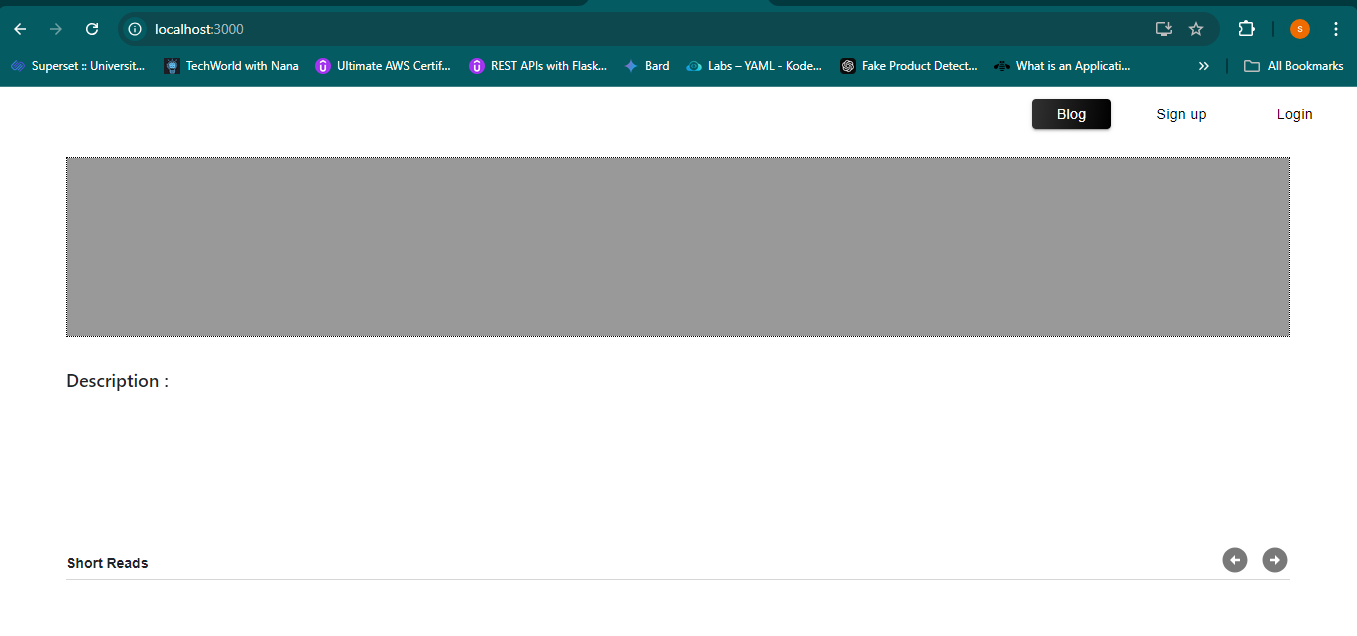 localhost:3000
Superset :: Universit... TechWorld with Nana Ultimate AWS Certif... REST APIs with Flask... Bard Labs – YAML - Kode... Fake Product Detect... What is an Applicati... » All Bookmarks
Blog Sign up Login
Description :
Short Reads